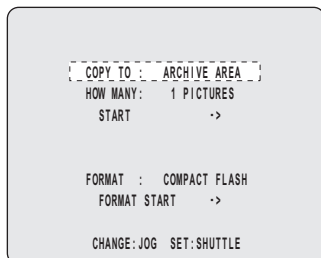 COPY TO : ARCHIVE AREA
HOW MANY: 1 PICTURES
START ->
FORMAT : COMPACT FLASH
FORMAT START ->
CHANGE:JOG SET:SHUTTLE